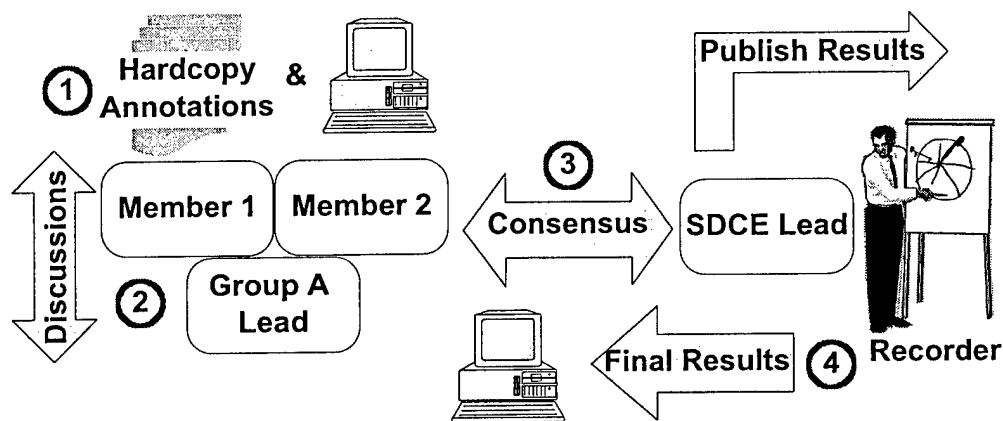 1
Hardcopy
Annotations
&
Publish Results
Discussions
Member 1
Member 2
2
Group A
Lead
3
Consensus
SDCE Lead
Final Results
4
Recorder